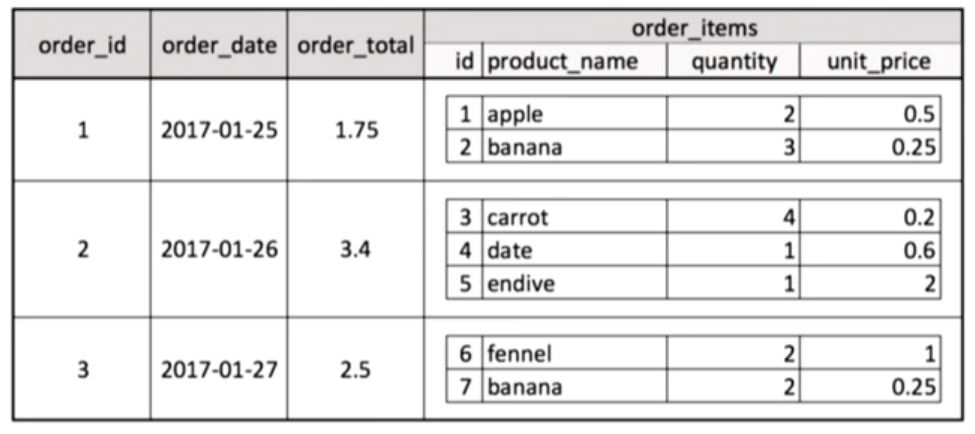 order_id order_date order_total order_items
id product_name quantity unit_price
1 2017-01-25 1.75
1 apple 2 0.5
2 banana 3 0.25
2 2017-01-26 3.4
3 carrot 4 0.2
4 date 1 0.6
5 endive 1 2
3 2017-01-27 2.5
6 fennel 2 1
7 banana 2 0.25